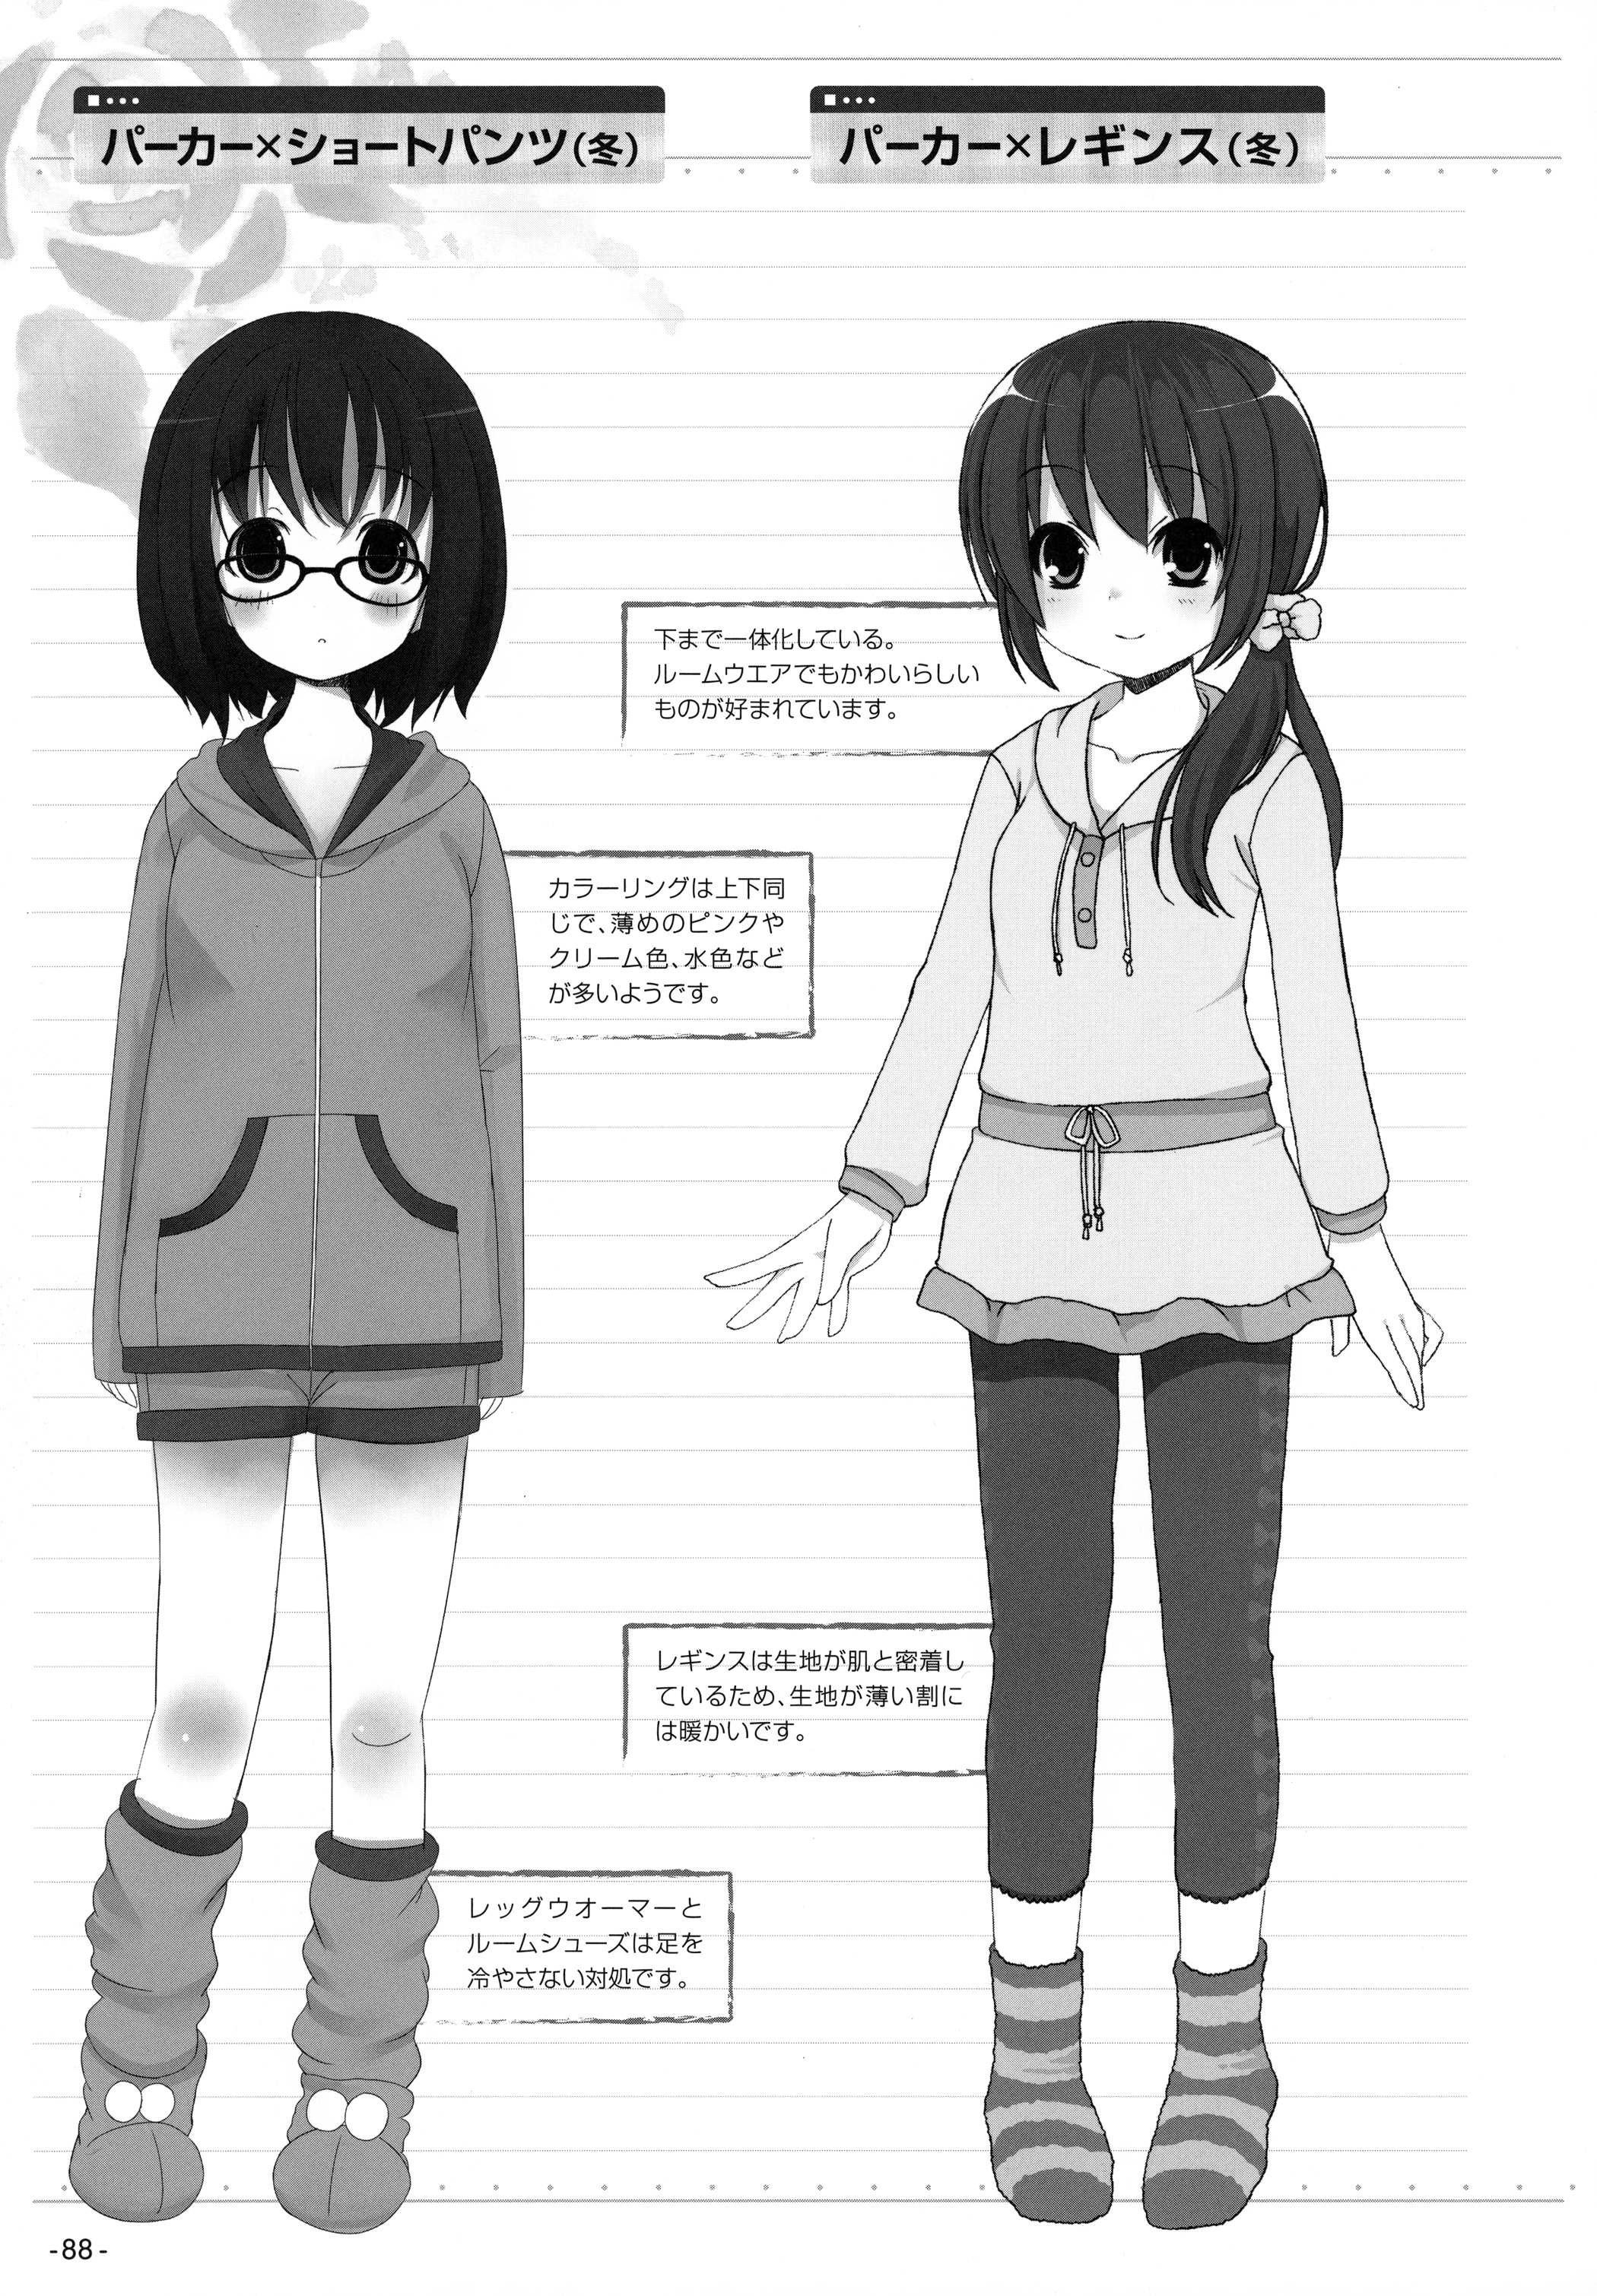 パーカー×ショートパンツ(冬)
パーカー×レギンス(冬)
下まで一体化している。
ルームウエアでもかわいらしい
ものが好まれています。
カラーリングは上下同
じで、薄めのピンクや
クリーム色、水色など
が多いようです。
レギンスは生地が肌と密着し
ているため、生地が薄い割に
は暖かいです。
レッグウオーマーと
ルームシューズは足を
冷やさない対処です。
-88-